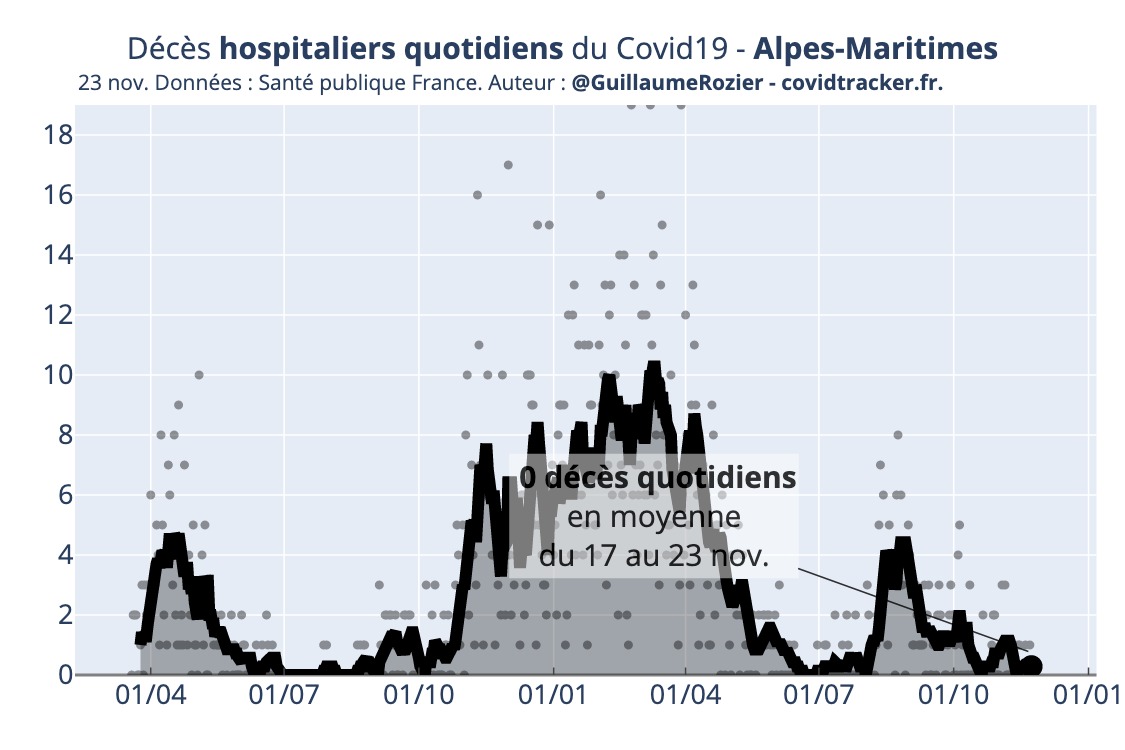 Décès hospitaliers quotidiens du Covid19 - Alpes-Maritimes
23 nov. Données : Santé publique France. Auteur : @GuillaumeRozier - covidtracker.fr.
18
16
14
12
10
8
6
4
2
0
0 décès quotidiens
en moyenne
du 17 au 23 nov.
01/04 01/07 01/10 01/01 01/04 01/07 01/10 01/01